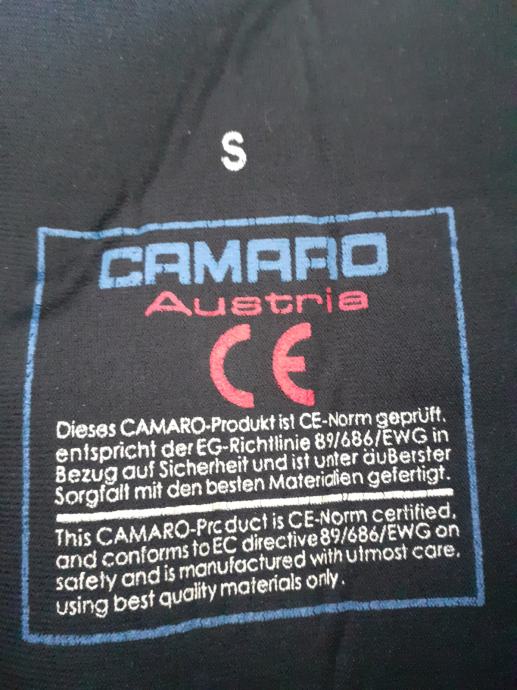 S
CAMARO
Austria
CE
Dieses CAMARO-Produkt ist CE-Norm geprüft,
entspricht der EG-Richtlinie 89/686/EWG in
Bezug auf Sicherheit und ist unter äußerster
Sorgfalt mit den besten Materialien gefertigt.
This CAMARO-Product is CE-Norm certified,
and conforms to EC directive 89/686/EWG on
safety and is manufactured with utmost care,
using best quality materials only.